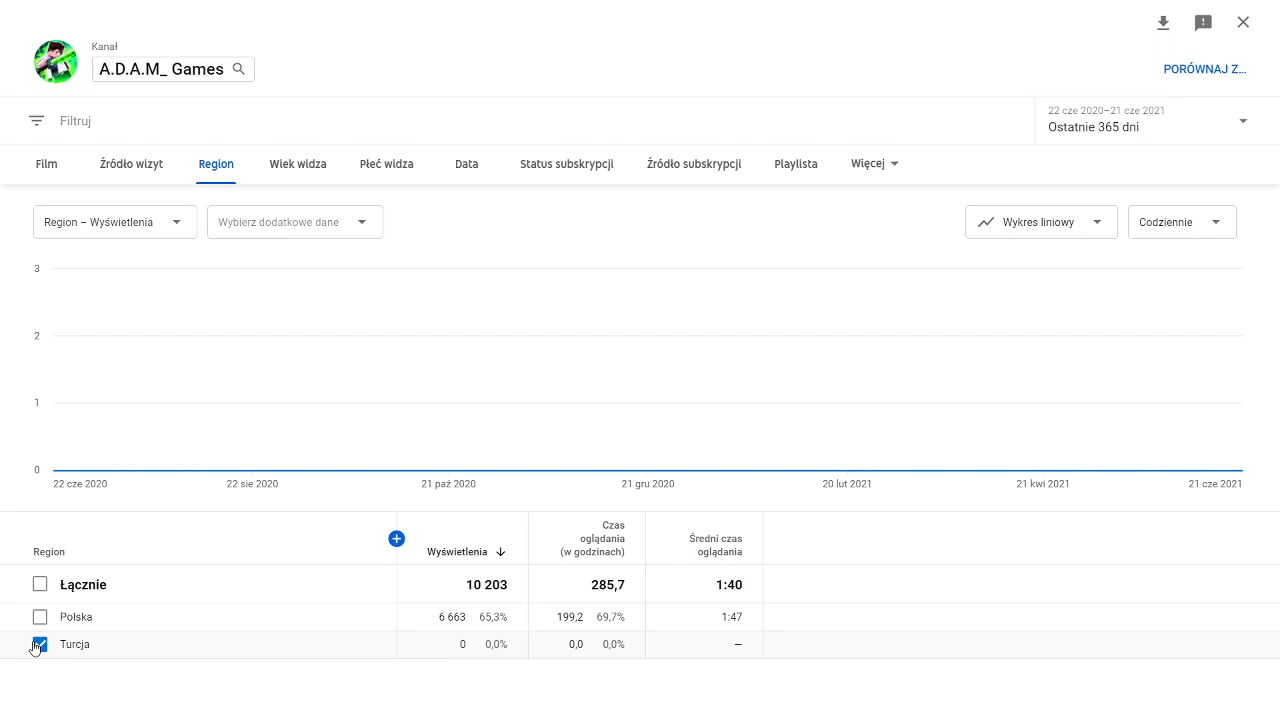 Kanał
A.D.A.M_ Games
PORÓWNAJ Z...
Filtruj
22 cze 2020–21 cze 2021
Ostatnie 365 dni
Film Źródło wizyt Region Wiek widza Płeć widza Data Status subskrypcji Źródło subskrypcji Playlista Więcej
Region – Wyświetlenia Wybierz dodatkowe dane Wykres liniowy Codziennie
3
2
1
0
22 cze 2020 22 sie 2020 21 paź 2020 21 gru 2020 20 lut 2021 21 kwi 2021 21 cze 2021
Region Wyświetlenia Czas oglądania (w godzinach) Średni czas oglądania
Łącznie 10 203 285,7 1:40
Polska 6 663 65,3% 199,2 69,7% 1:47
Turcja 0 0,0% 0,0 0,0% —